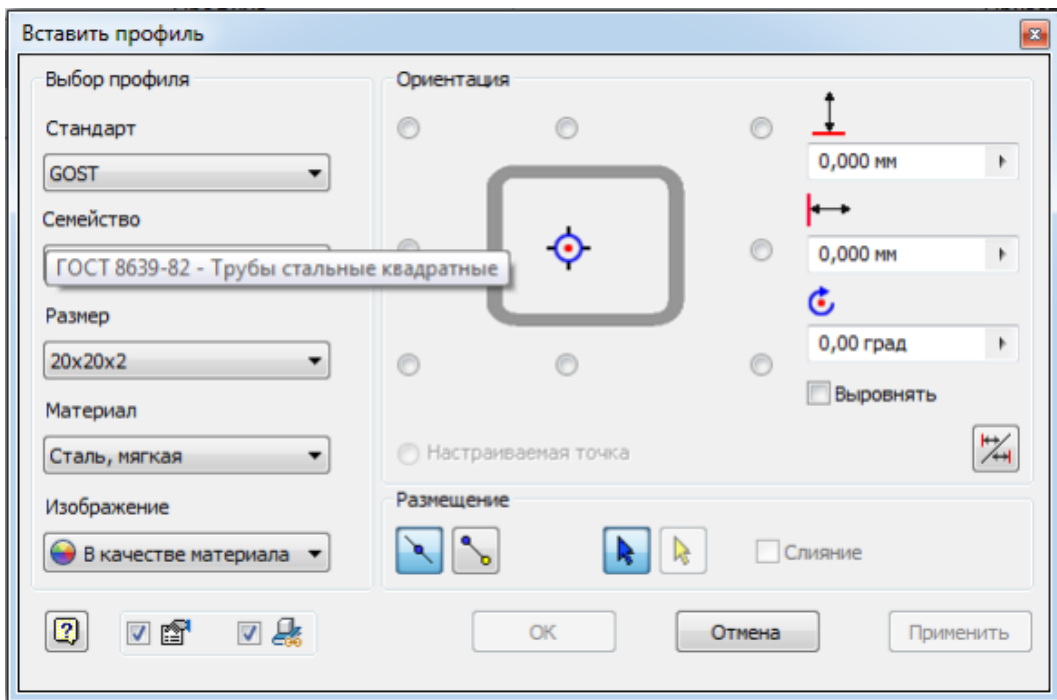 Вставить профиль
Выбор профиля
Стандарт
GOST
Семейство
ГОСТ 8639-82 - Трубы стальные квадратные
Размер
20x20x2
Материал
Сталь, мягкая
Изображение
В качестве материала
Ориентация
0,000 мм
0,000 мм
0,00 град
Выровнять
Настраиваемая точка
Размещение
Слияние
ОК
Отмена
Применить